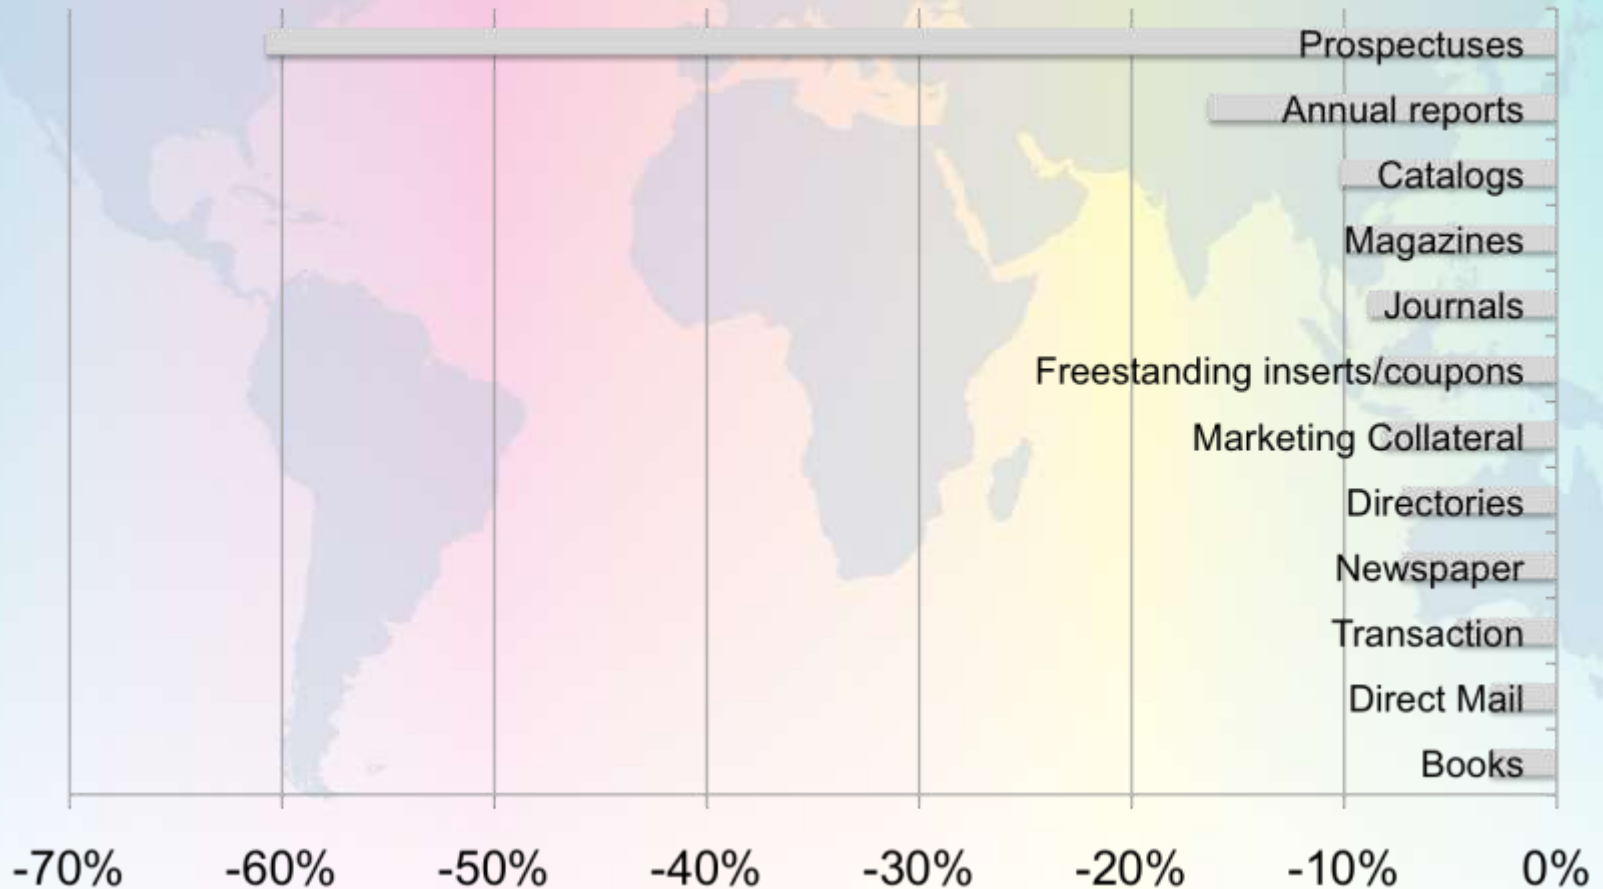 Prospectuses
Annual reports
Catalogs
Magazines
Journals
Freestanding inserts/coupons
Marketing Collateral
Directories
Newspaper
Transaction
Direct Mail
Books
-70% -60% -50% -40% -30% -20% -10% 0%